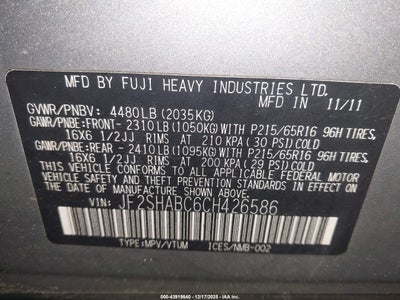 MFD BY FUJI HEAVY INDUSTRIES LTD.
MFD IN 11/11
GVWR/PNBV: 4480LB (2035KG)
GAWR/PNBE: FRONT- 2310LB (1050KG) WITH P215/65R16 96H TIRES,
16X6 1/2JJ RIMS AT 210 KPA (30 PSI) COLD
GAWR/PNBE: REAR - 2410LB (1095KG) WITH P215/65R16 96H TIRES,
16X6 1/2JJ RIMS AT 200 KPA (29 PSI) COLD
THIS VEHICLE CONFORMS TO ALL APPLICABLE FEDERAL MOTOR
VEHICLE SAFETY, BUMPER, AND THEFT PREVENTION STANDARDS
IN EFFECT ON THE DATE OF MANUFACTURE SHOWN ABOVE.
VIN: JF2SHABC6CH426586
TYPE:MPV/VTUM ICES/NMB-002
ID: 43919840 - 12/17/2025 - IAA